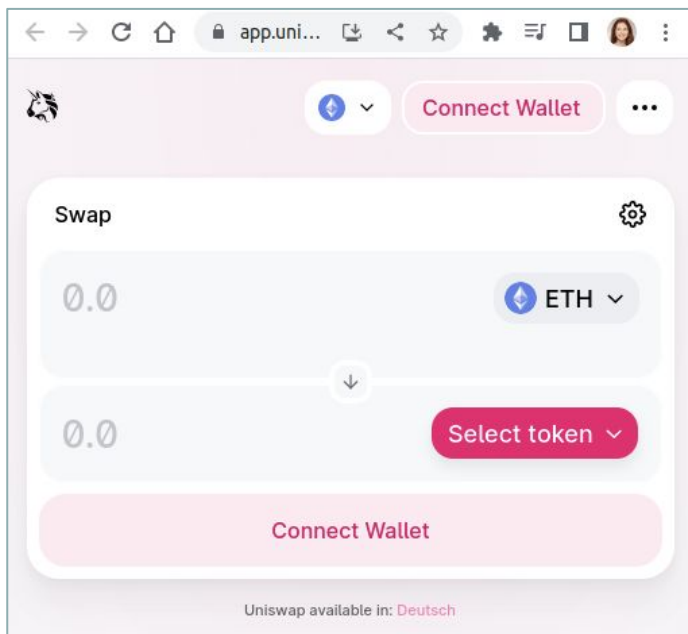 app.uni...
Connect Wallet
Swap
0.0
ETH
0.0
Select token
Connect Wallet
Uniswap available in: Deutsch